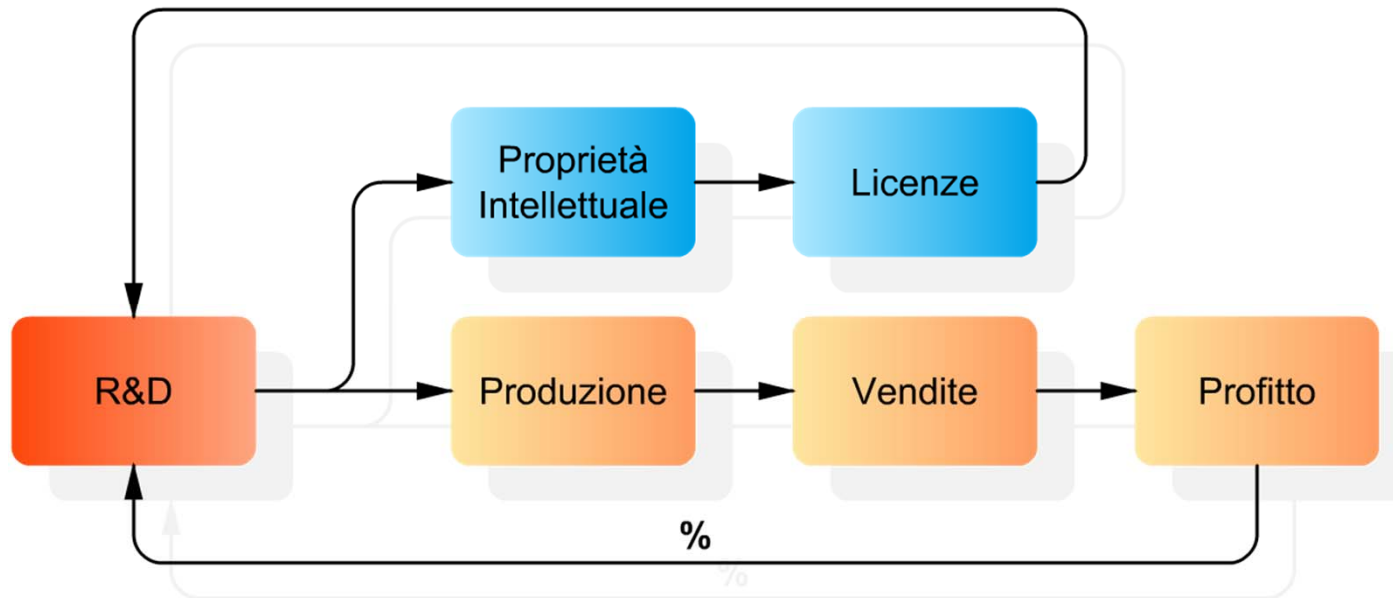 Proprietà
Intellettuale
Licenze
R&D
Produzione
Vendite
Profitto
%